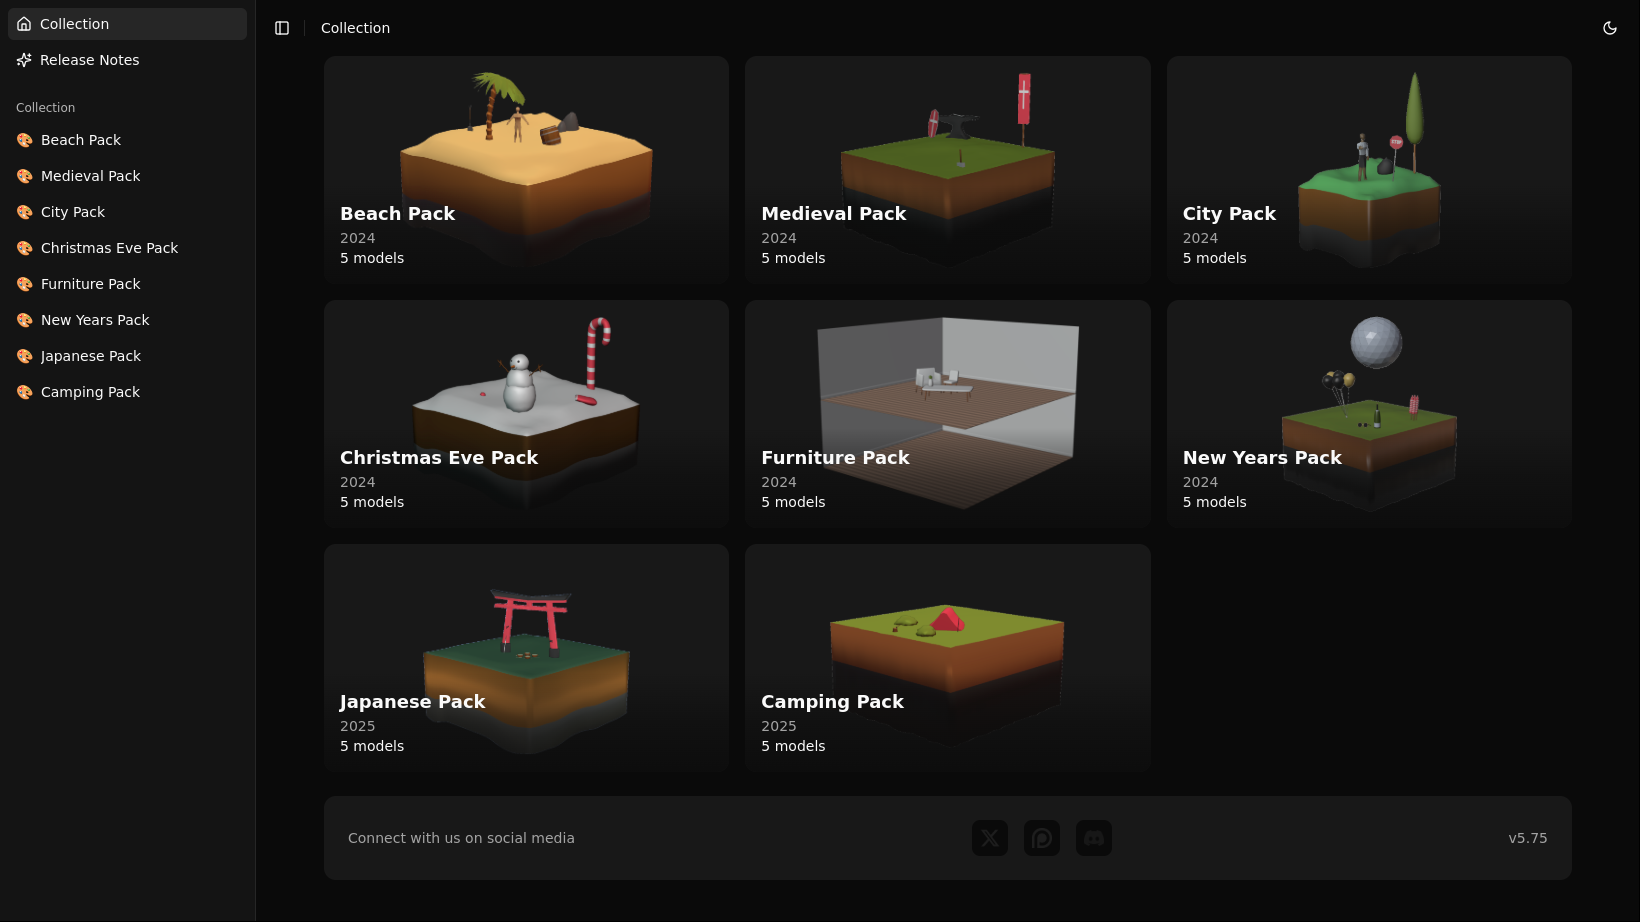 Collection
Release Notes
Collection
Beach Pack
Medieval Pack
City Pack
Christmas Eve Pack
Furniture Pack
New Years Pack
Japanese Pack
Camping Pack
Collection
Beach Pack
2024
5 models
Medieval Pack
2024
5 models
STOP
City Pack
2024
5 models
Christmas Eve Pack
2024
5 models
Furniture Pack
2024
5 models
New Years Pack
2024
5 models
Japanese Pack
2025
5 models
Camping Pack
2025
5 models
Connect with us on social media
v5.75